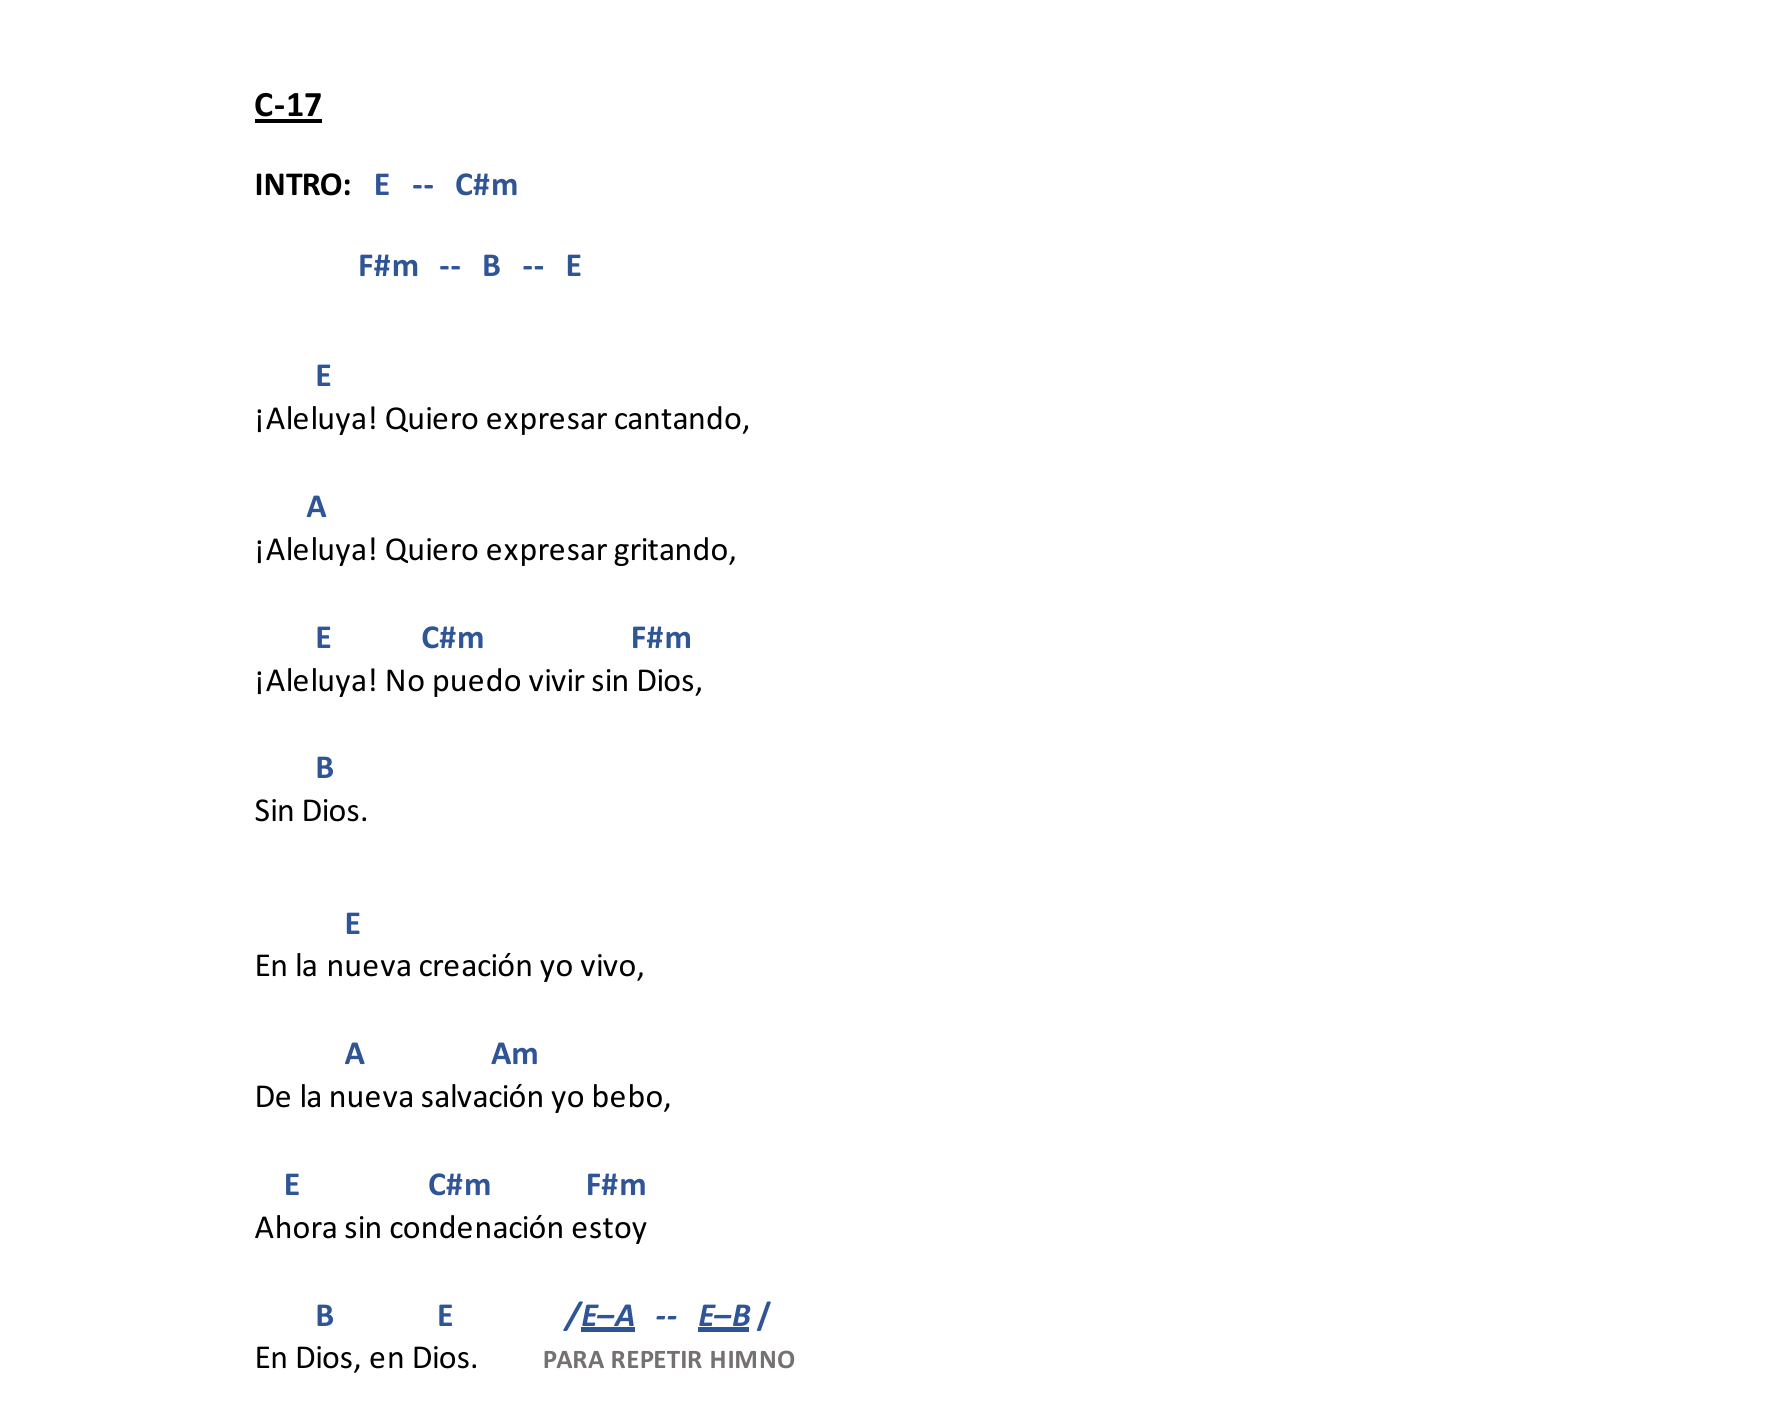 C-17
INTRO: E -- C#m
F#m -- B -- E
E
¡Aleluya! Quiero expresar cantando,
A
¡Aleluya! Quiero expresar gritando,
E C#m F#m
¡Aleluya! No puedo vivir sin Dios,
B
Sin Dios.
E
En la nueva creación yo vivo,
A Am
De la nueva salvación yo bebo,
E C#m F#m
Ahora sin condenación estoy
B E /E–A -- E–B /
En Dios, en Dios. PARA REPETIR HIMNO